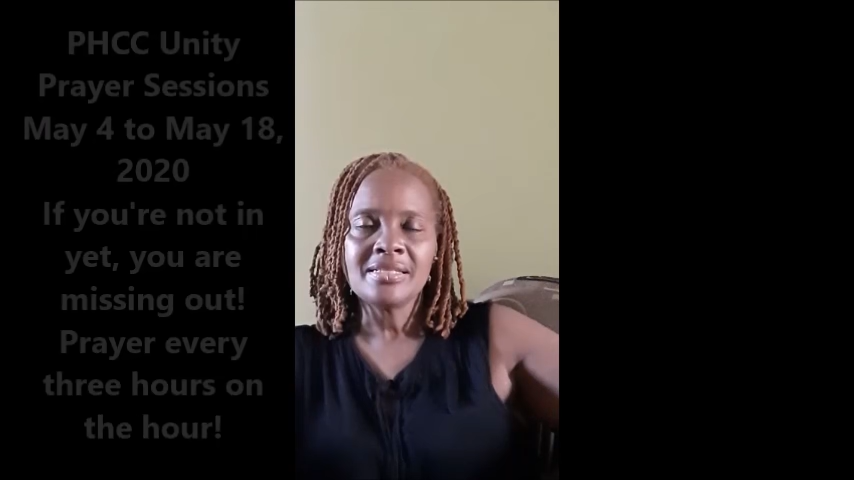 PHCC Unity
Prayer Sessions
May 4 to May 18,
2020
If you're not in
yet, you are
missing out!
Prayer every
three hours on
the hour!